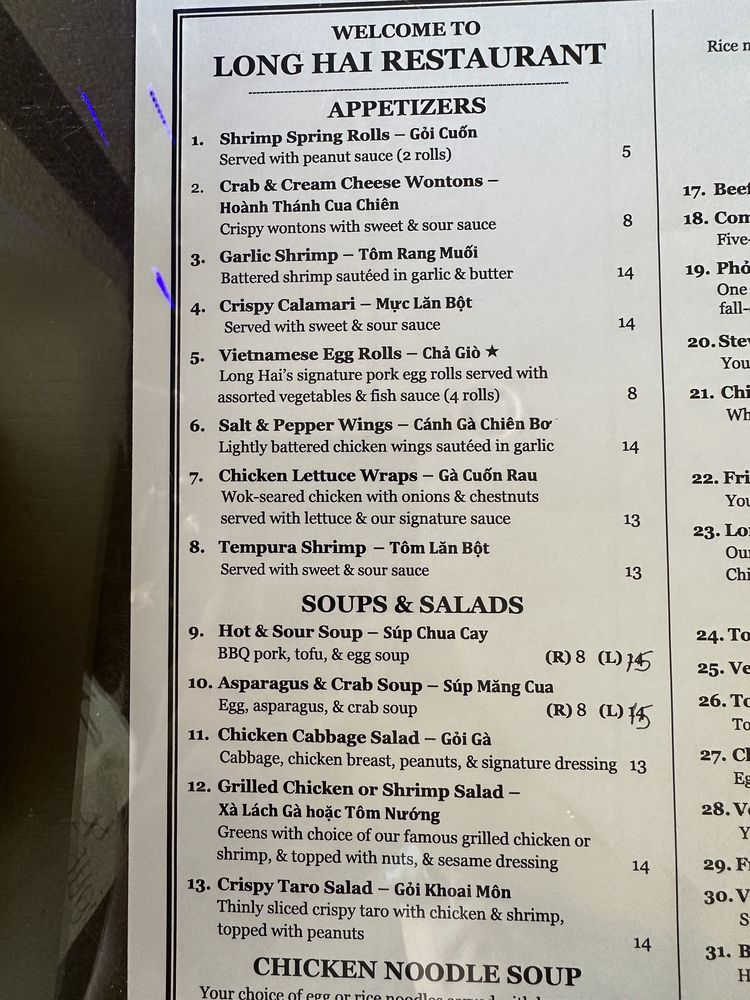 WELCOME TO
LONG HAI RESTAURANT
APPETIZERS
1. Shrimp Spring Rolls – Gỏi Cuốn
Served with peanut sauce (2 rolls) 5
2. Crab & Cream Cheese Wontons –
Hoành Thánh Cua Chiên
Crispy wontons with sweet & sour sauce 8
3. Garlic Shrimp – Tôm Rang Muối
Battered shrimp sautéed in garlic & butter 14
4. Crispy Calamari – Mực Lăn Bột
Served with sweet & sour sauce 14
5. Vietnamese Egg Rolls – Chả Giò ★
Long Hai's signature pork egg rolls served with
assorted vegetables & fish sauce (4 rolls) 8
6. Salt & Pepper Wings – Cánh Gà Chiên Bơ
Lightly battered chicken wings sautéed in garlic 14
7. Chicken Lettuce Wraps – Gà Cuốn Rau
Wok-seared chicken with onions & chestnuts
served with lettuce & our signature sauce 13
8. Tempura Shrimp – Tôm Lăn Bột
Served with sweet & sour sauce 13
SOUPS & SALADS
9. Hot & Sour Soup – Súp Chua Cay
BBQ pork, tofu, & egg soup (R) 8 (L) 15
10. Asparagus & Crab Soup – Súp Măng Cua
Egg, asparagus, & crab soup (R) 8 (L) 15
11. Chicken Cabbage Salad – Gỏi Gà
Cabbage, chicken breast, peanuts, & signature dressing 13
12. Grilled Chicken or Shrimp Salad –
Xà Lách Gà hoặc Tôm Nướng
Greens with choice of our famous grilled chicken or
shrimp, & topped with nuts, & sesame dressing 14
13. Crispy Taro Salad – Gỏi Khoai Môn
Thinly sliced crispy taro with chicken & shrimp,
topped with peanuts 14
CHICKEN NOODLE SOUP
Your choice of egg or rice noodles served with
Rice
17. Beef
18. Com
Five-
19. Phở
One
fall-
20. Ste
You
21. Chi
Wh
22. Fri
You
23. Lo
Ou
Chi
24. To
25. Ve
26. To
To
27. Ch
Eg
28. V
Y
29. F
30. V
S
31. B
H